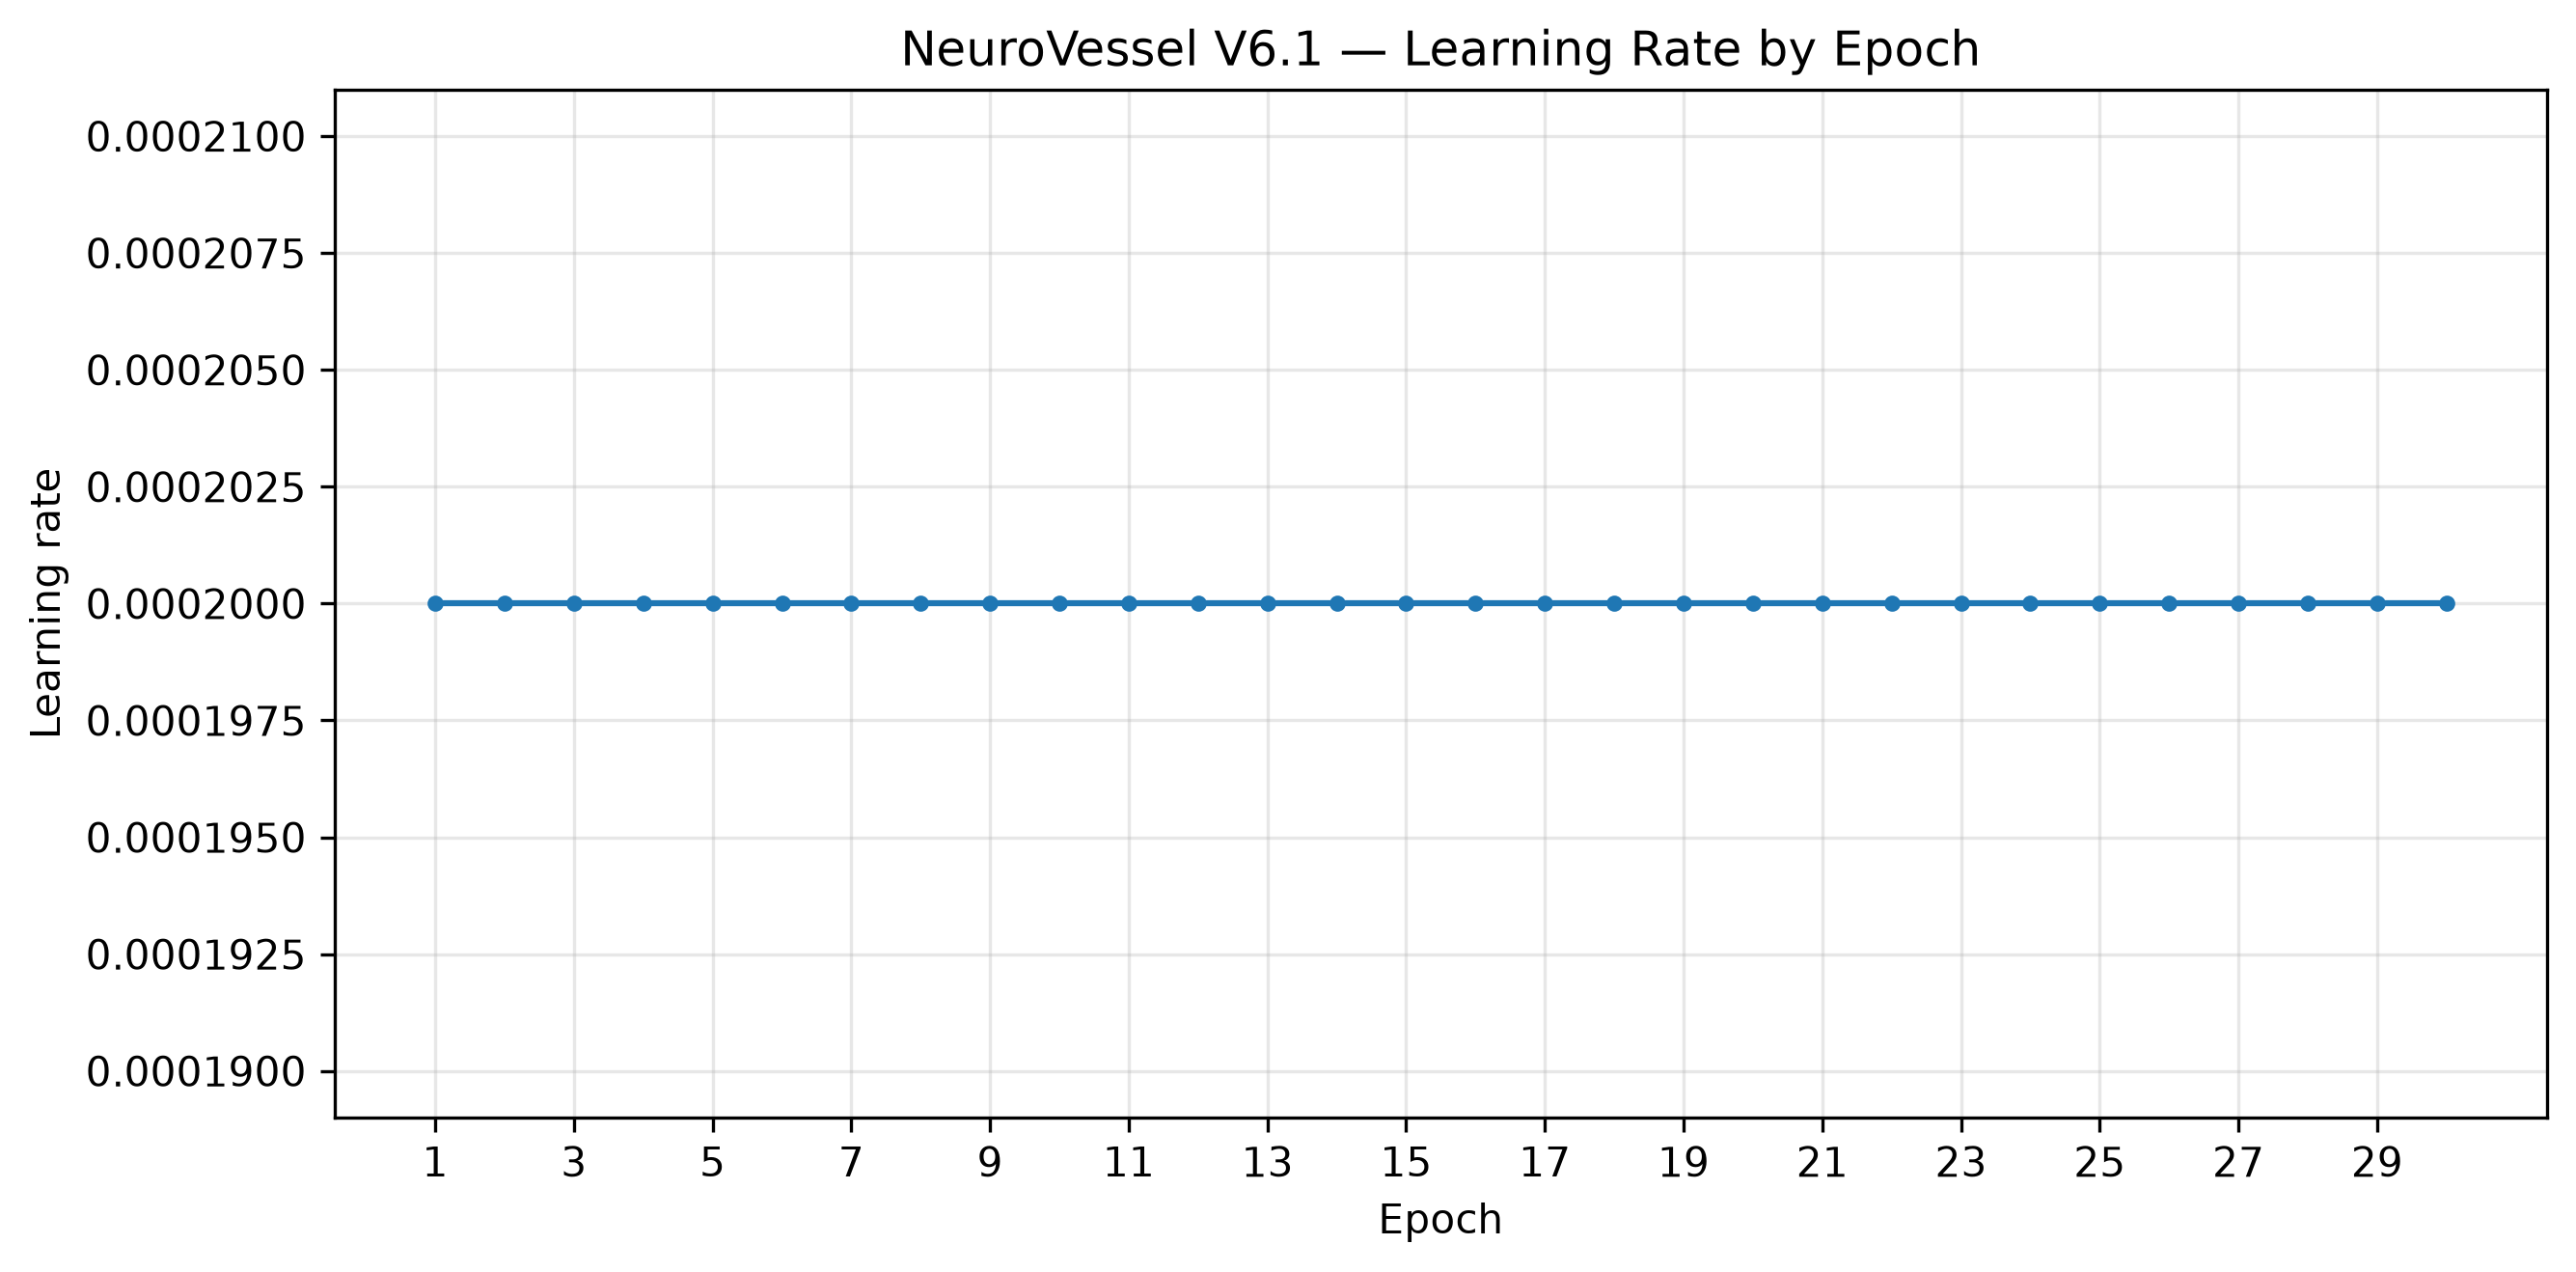 NeuroVessel V6.1 — Learning Rate by Epoch
Learning rate
0.0002100
0.0002075
0.0002050
0.0002025
0.0002000
0.0001975
0.0001950
0.0001925
0.0001900
1 3 5 7 9 11 13 15 17 19 21 23 25 27 29
Epoch